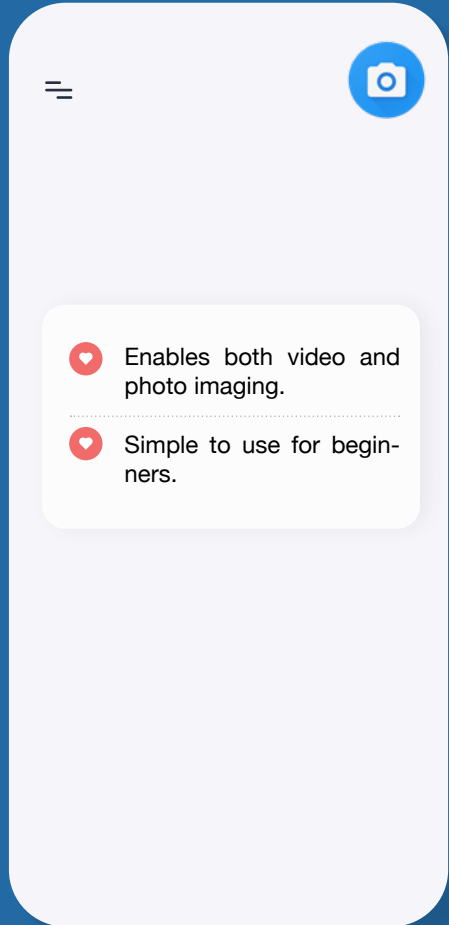 Enables both video and
photo imaging.
Simple to use for begin-
ners.